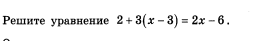 Решите уравнение 2 + 3(x − 3) = 2x − 6.